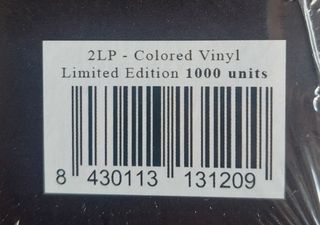 2LP - Colored Vinyl
Limited Edition 1000 units
8 430113 131209